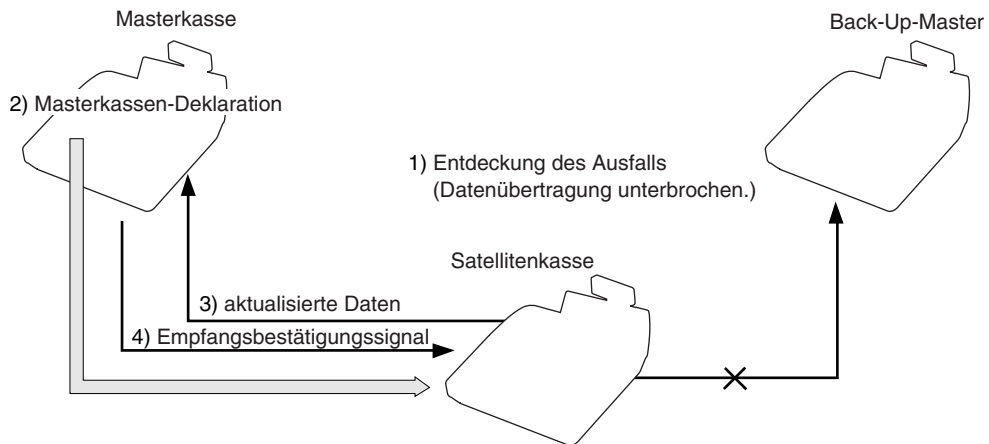 Masterkasse
Back-Up-Master
2) Masterkassen-Deklaration
1) Entdeckung des Ausfalls
(Datenübertragung unterbrochen.)
Satellitenkasse
3) aktualisierte Daten
4) Empfangsbestätigungssignal